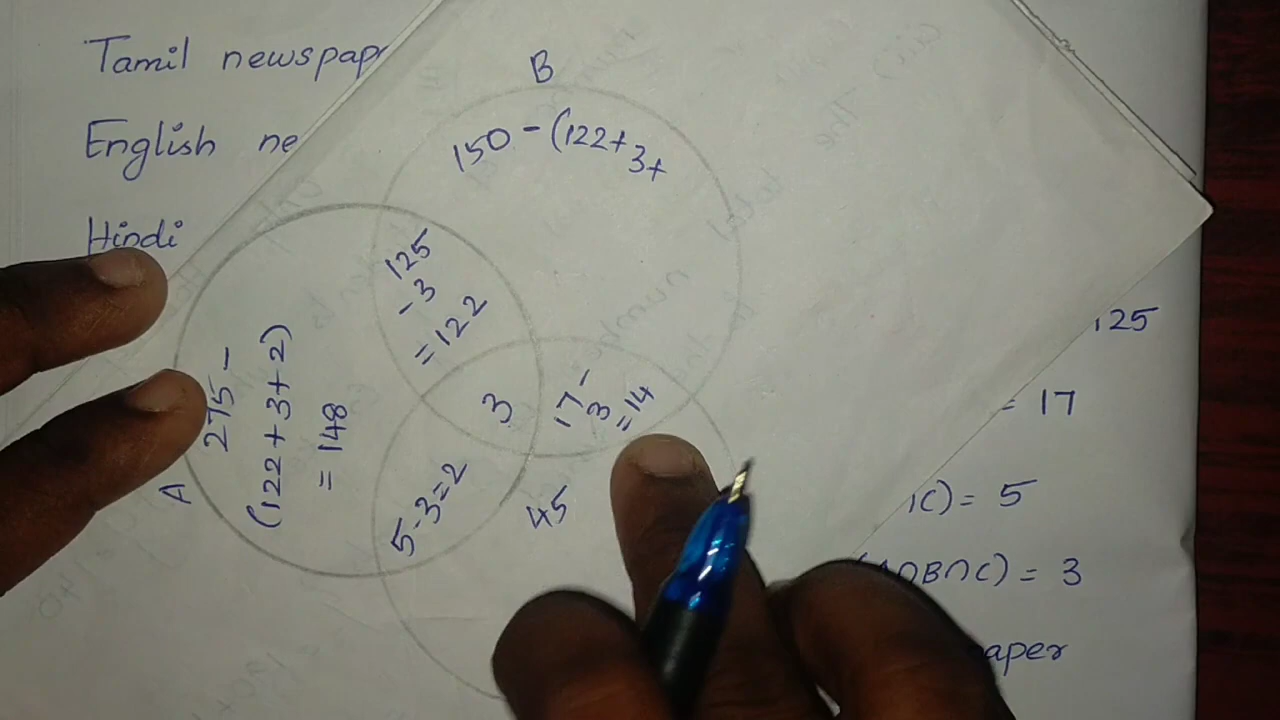 Tamil newspap
English ne
Hindi
B
150 - (122+
3+
125
- 3
= 122
A
275 -
(122 + 3 + 2)
= 148
3
17 -
3
= 14
5-3=2
45
125
= 17
C) = 5
∩B∩C) = 3
aper